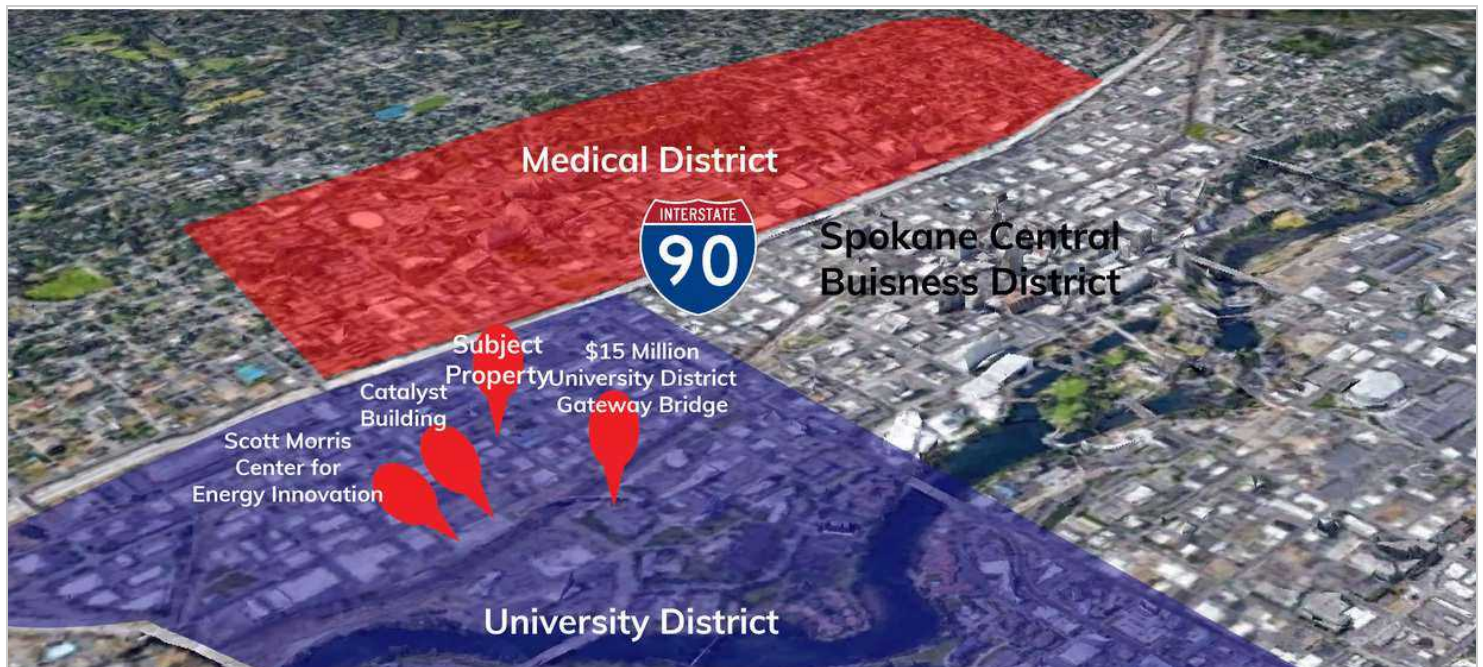 Medical District
INTERSTATE
90
Spokane Central
Buisness District
Subject
Property
$15 Million
University District
Gateway Bridge
Catalyst
Building
Scott Morris
Center for
Energy Innovation
University District